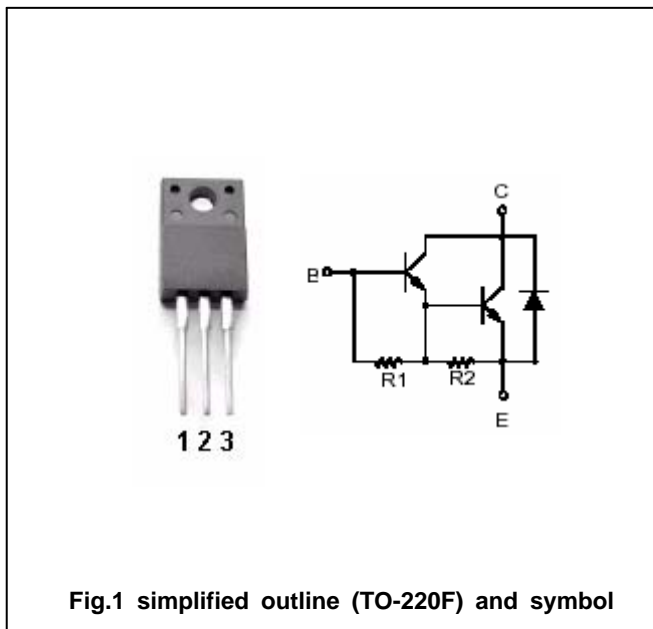 C
B
R1
R2
E
1 2 3
Fig.1 simplified outline (TO-220F) and symbol